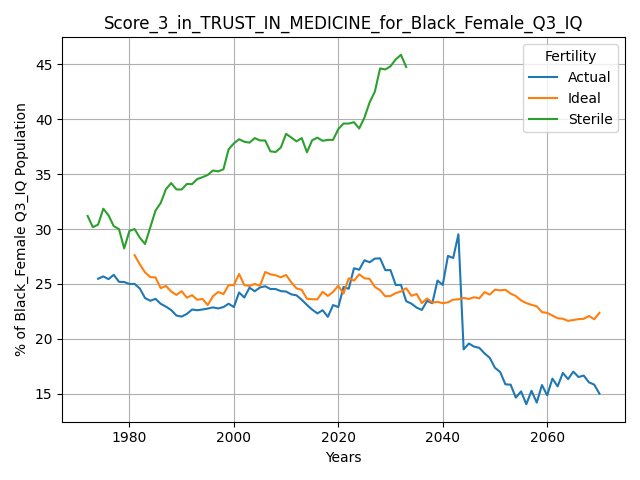 Score_3_in_TRUST_IN_MEDICINE_for_Black_Female_Q3_IQ
% of Black_Female Q3_IQ Population
45
40
35
30
25
20
15
Fertility
Actual
Ideal
Sterile
1980
2000
2020
2040
2060
Years